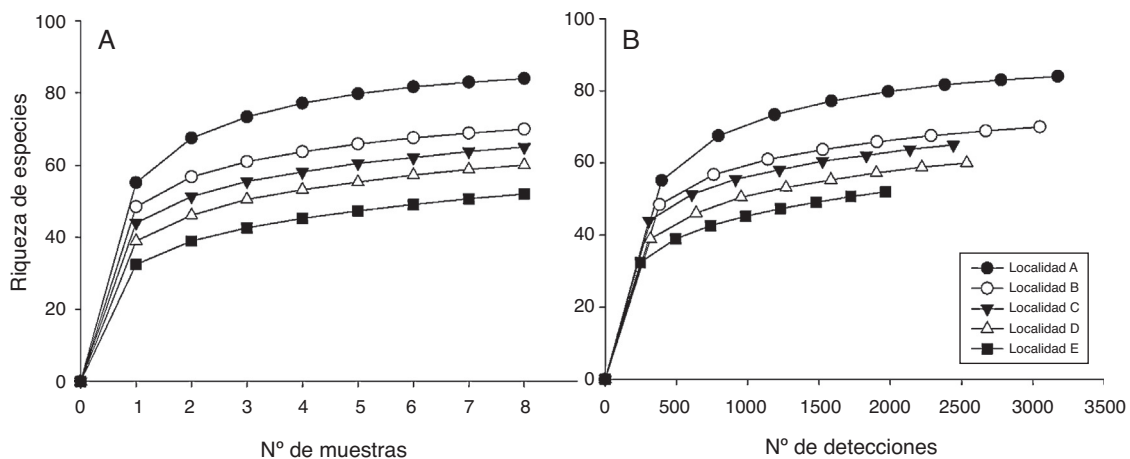 A
Riqueza de especies
100
80
60
40
20
0
0 1 2 3 4 5 6 7 8
Nº de muestras
B
100
80
60
40
20
0
0 500 1000 1500 2000 2500 3000 3500
Nº de detecciones
Localidad A
Localidad B
Localidad C
Localidad D
Localidad E